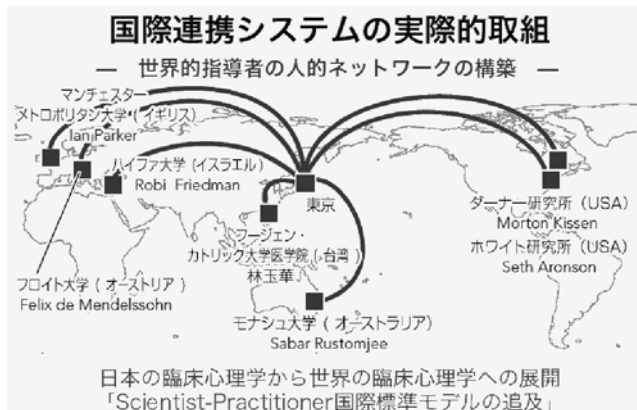 国際連携システムの実際的取組
— 世界的指導者の人的ネットワークの構築 —
マンチェスター
メトロポリタン大学 ( イギリス )
Ian Parker
ハイファ大学 (イスラエル )
Robi Friedman
東京
フージェン・
カトリック大学医学院 (台湾 )
林玉華
フロイト大学 ( オーストリア )
Felix de Mendelssohn
モナシュ大学 ( オーストラリア)
Sabar Rustomjee
ダーナー研究所（USA）
Morton Kissen
ホワイト研究所（USA）
Seth Aronson
日本の臨床心理学から世界の臨床心理学への展開
「Scientist-Practitioner国際標準モデルの追及」